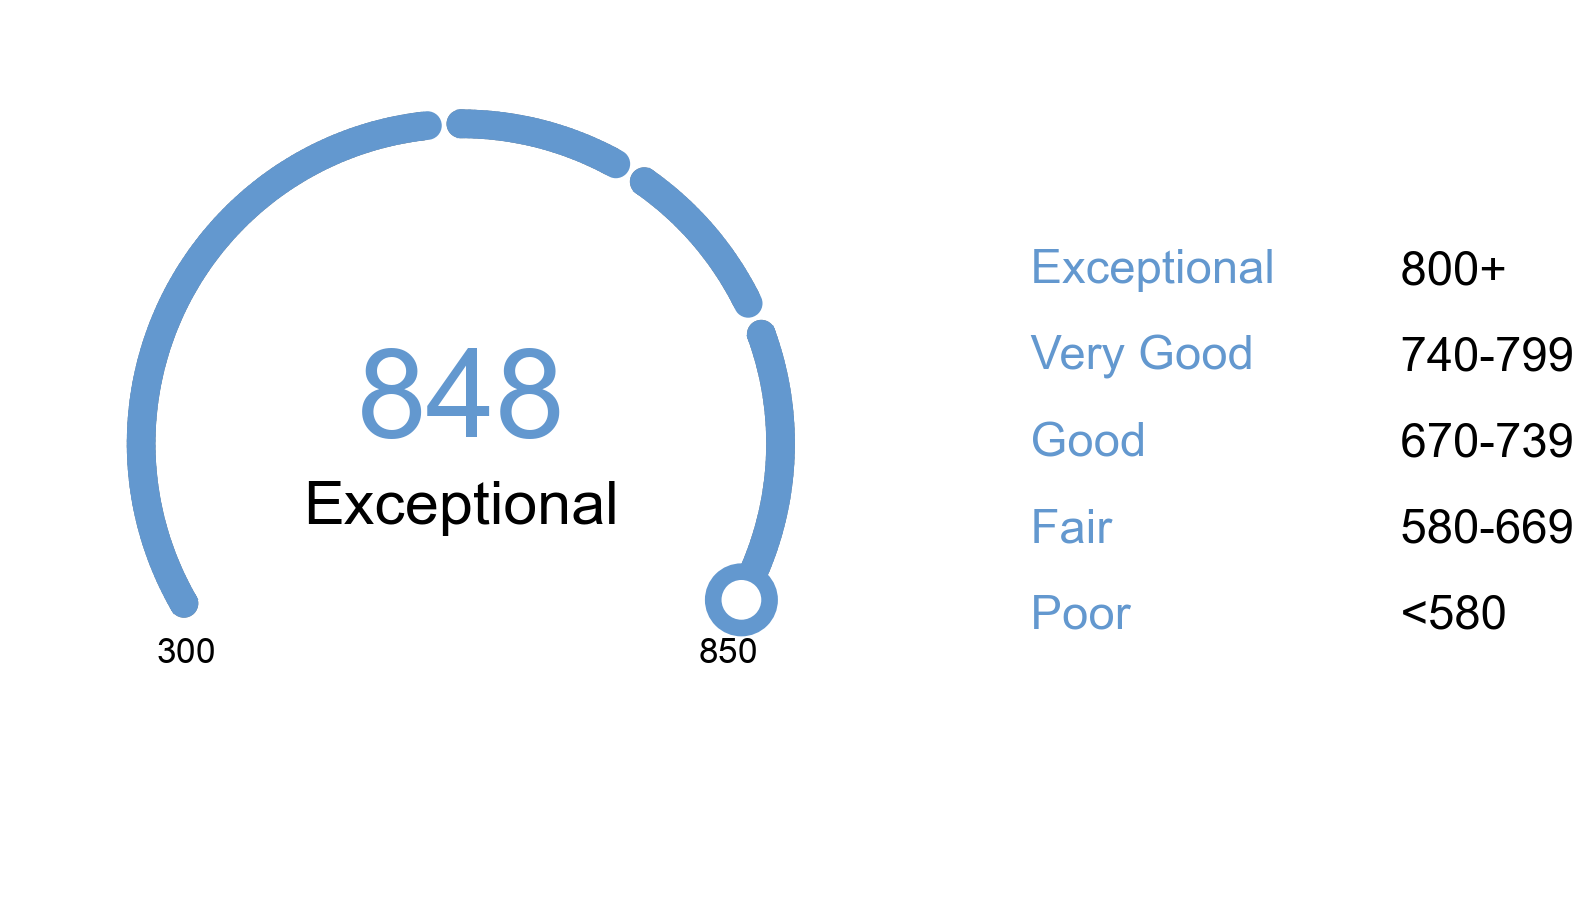 848
Exceptional
300
850
Exceptional 800+
Very Good 740-799
Good 670-739
Fair 580-669
Poor <580